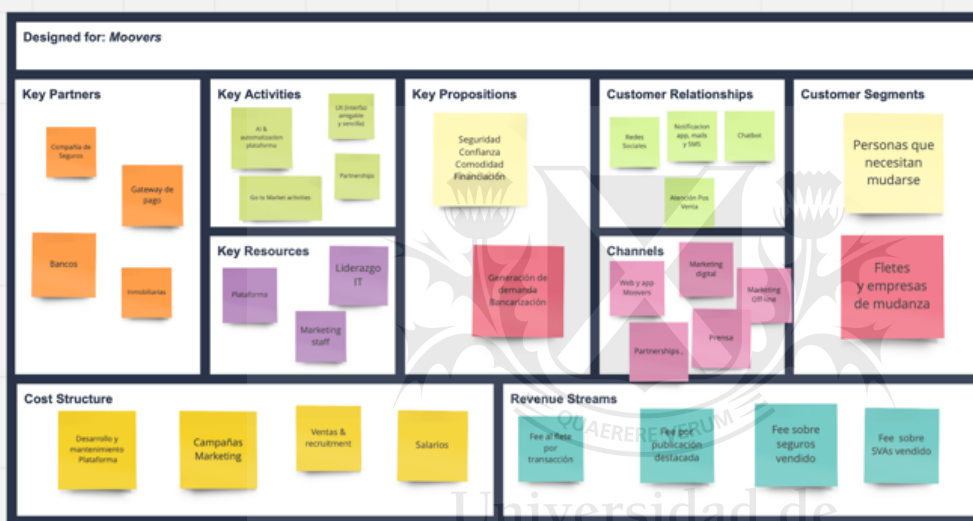 Designed for: Moovers
Key Partners
Compañía de
Seguros
Gateway de
pago
Bancos
Inmobiliarias
Key Activities
AI &
automatizacion
plataforma
UX (interfaz
amigable
y sencilla)
Go to Market activities
Partnerships
Key Resources
Plataforma
Liderazgo
IT
Marketing
staff
Key Propositions
Seguridad
Confianza
Comodidad
Financiación
Generación de
demanda
Bancarización
Customer Relationships
Redes
Sociales
Notificacion
app, mails
y SMS
Chatbot
Atención Pos
Venta
Channels
Web y app
Moovers
Marketing
digital
Marketing
Off-line
Partnerships ,
Prensa
Customer Segments
Personas que
necesitan
mudarse
Fletes
y empresas
de mudanza
Cost Structure
Desarrollo y
mantenimiento
Plataforma
Campañas
Marketing
Ventas &
recruitment
Salarios
Revenue Streams
Fee al flete
por
transacción
Fee por
publicación
destacada
Fee sobre
seguros
vendido
Fee sobre
SVAs vendido
QUAERERE VERUM
Universidad de